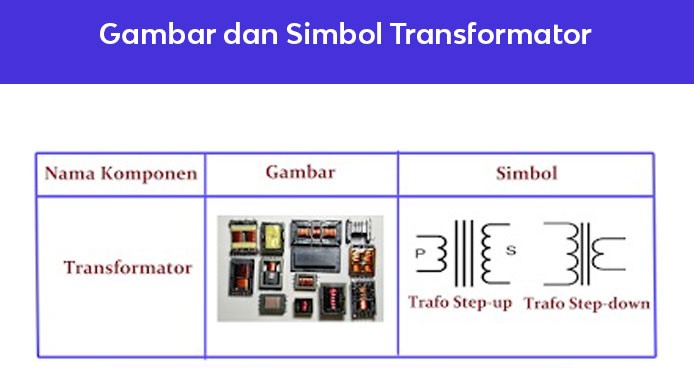 Gambar dan Simbol Transformator
Nama Komponen Gambar Simbol
Transformator
P S
Trafo Step-up Trafo Step-down